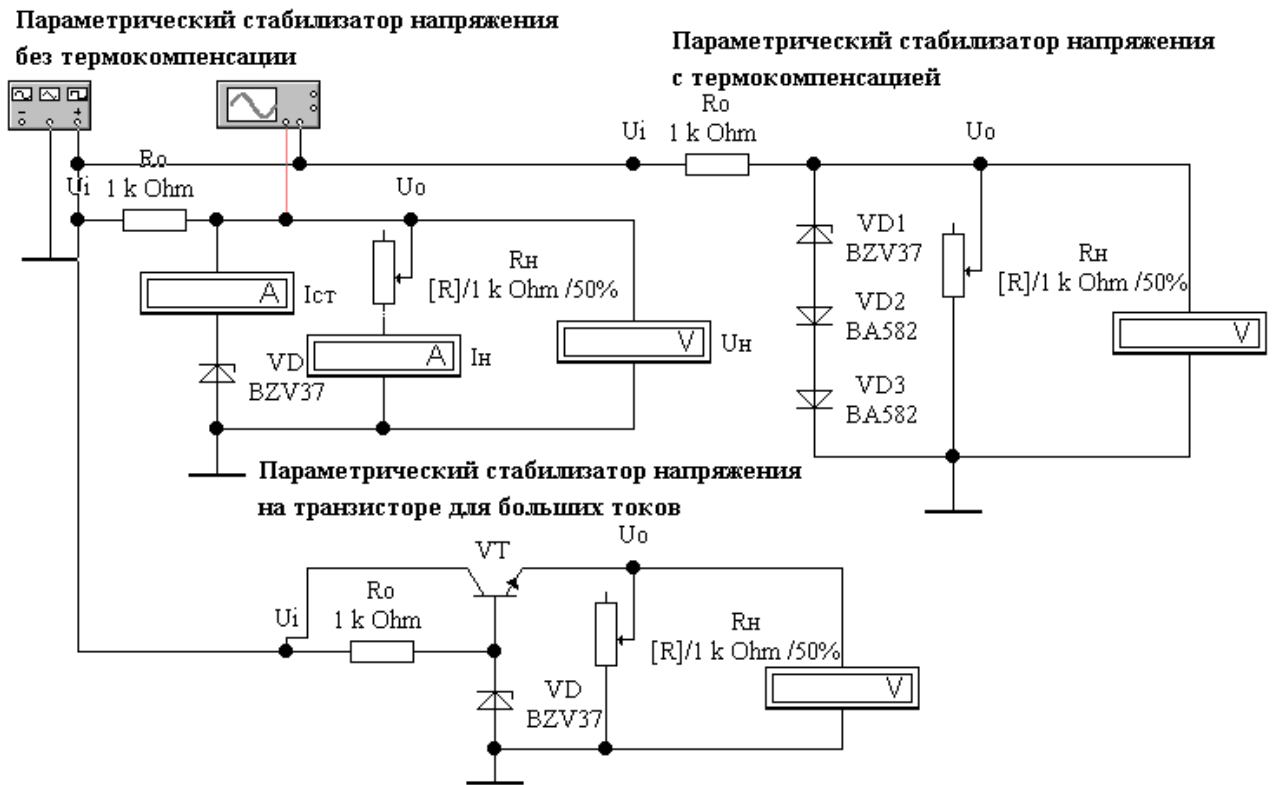 Параметрический стабилизатор напряжения
без термокомпенсации
Параметрический стабилизатор напряжения
с термокомпенсацией
Ro
1 k Ohm
Ui
Uo
VD1
BZV37
VD2
BA582
VD3
BA582
Rн
[R]/1 k Ohm /50%
V
Ro
1 k Ohm
Ui
Uo
A
Iст
VD
BZV37
Rн
[R]/1 k Ohm /50%
A
Iн
V
Uн
Параметрический стабилизатор напряжения
на транзисторе для больших токов
VT
Uo
Ro
1 k Ohm
Ui
VD
BZV37
Rн
[R]/1 k Ohm /50%
V